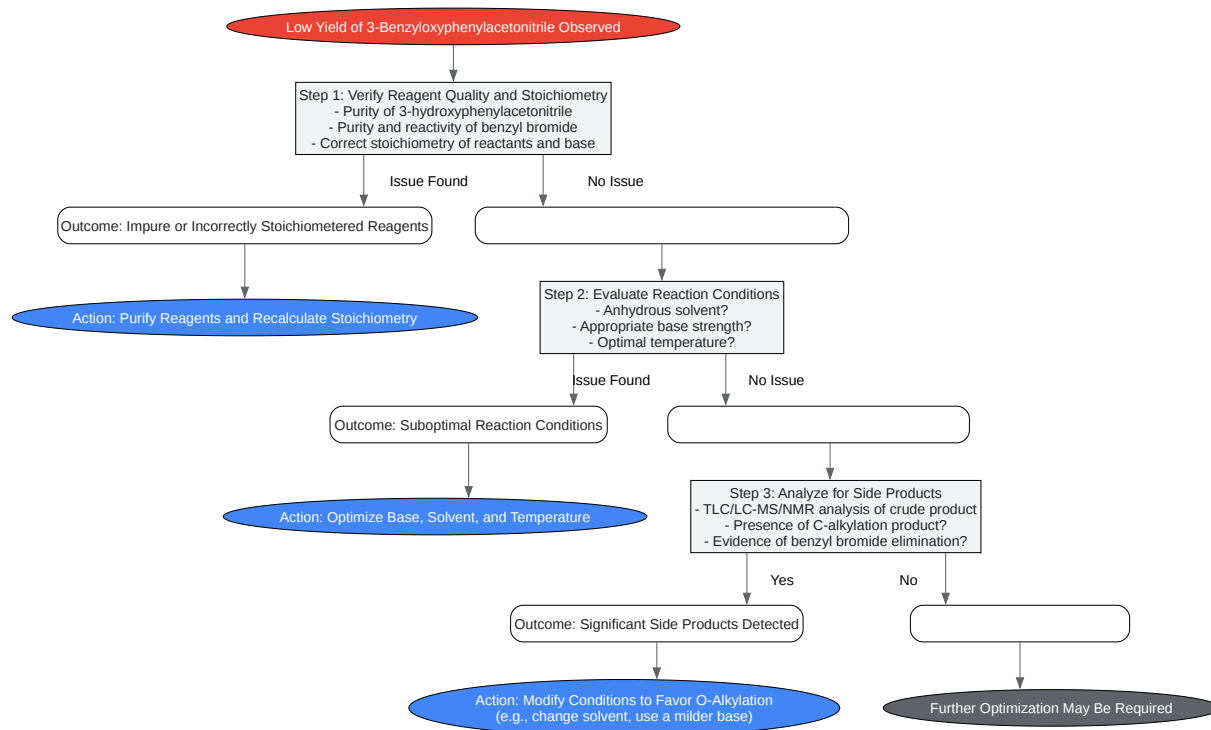 Low Yield of 3-Benzyloxyphenylacetonitrile Observed
Step 1: Verify Reagent Quality and Stoichiometry
- Purity of 3-hydroxyphenylacetonitrile
- Purity and reactivity of benzyl bromide
- Correct stoichiometry of reactants and base
Issue Found
No Issue
Outcome: Impure or Incorrectly Stoichiometered Reagents
Action: Purify Reagents and Recalculate Stoichiometry
Step 2: Evaluate Reaction Conditions
- Anhydrous solvent?
- Appropriate base strength?
- Optimal temperature?
Issue Found
No Issue
Outcome: Suboptimal Reaction Conditions
Action: Optimize Base, Solvent, and Temperature
Step 3: Analyze for Side Products
- TLC/LC-MS/NMR analysis of crude product
- Presence of C-alkylation product?
- Evidence of benzyl bromide elimination?
Yes
No
Outcome: Significant Side Products Detected
Action: Modify Conditions to Favor O-Alkylation
(e.g., change solvent, use a milder base)
Further Optimization May Be Required